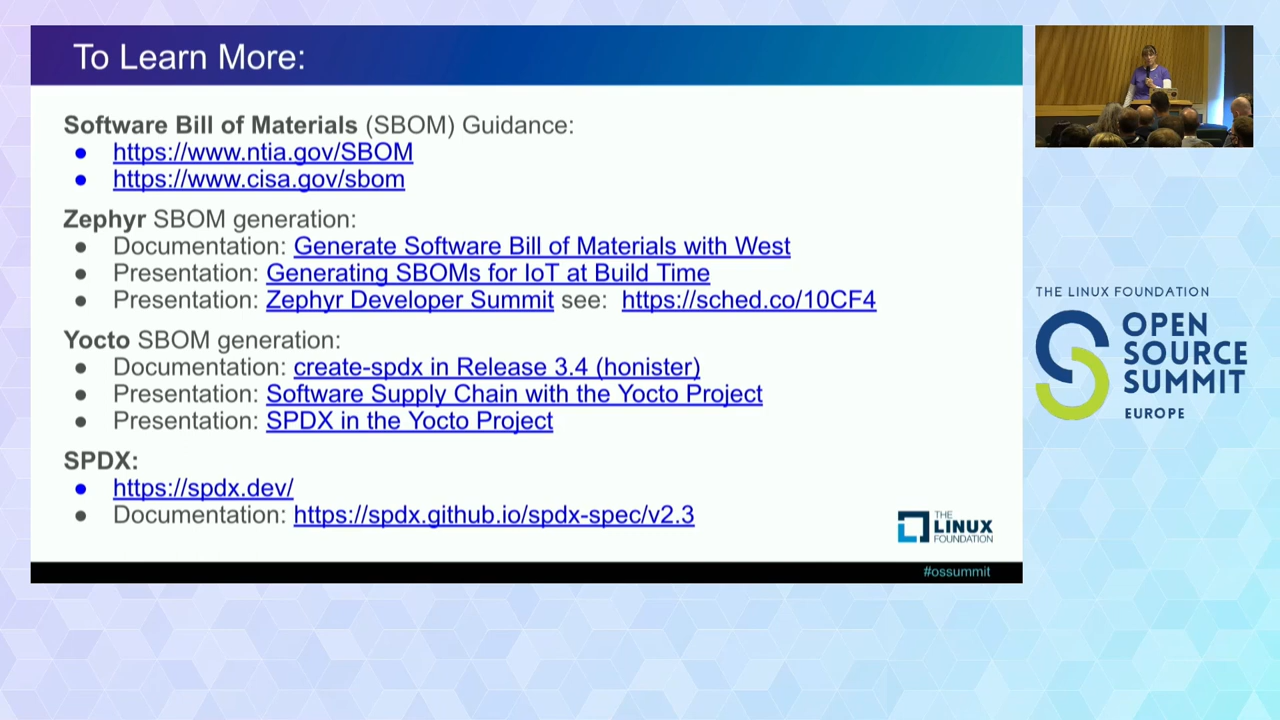 To Learn More:
Software Bill of Materials (SBOM) Guidance:
● https://www.ntia.gov/SBOM
● https://www.cisa.gov/sbom
Zephyr SBOM generation:
● Documentation: Generate Software Bill of Materials with West
● Presentation: Generating SBOMs for IoT at Build Time
● Presentation: Zephyr Developer Summit see: https://sched.co/10CF4
Yocto SBOM generation:
● Documentation: create-spdx in Release 3.4 (honister)
● Presentation: Software Supply Chain with the Yocto Project
● Presentation: SPDX in the Yocto Project
SPDX:
● https://spdx.dev/
● Documentation: https://spdx.github.io/spdx-spec/v2.3
THE
LINUX
FOUNDATION
#ossummit
THE LINUX FOUNDATION
OPEN
SOURCE
SUMMIT
EUROPE